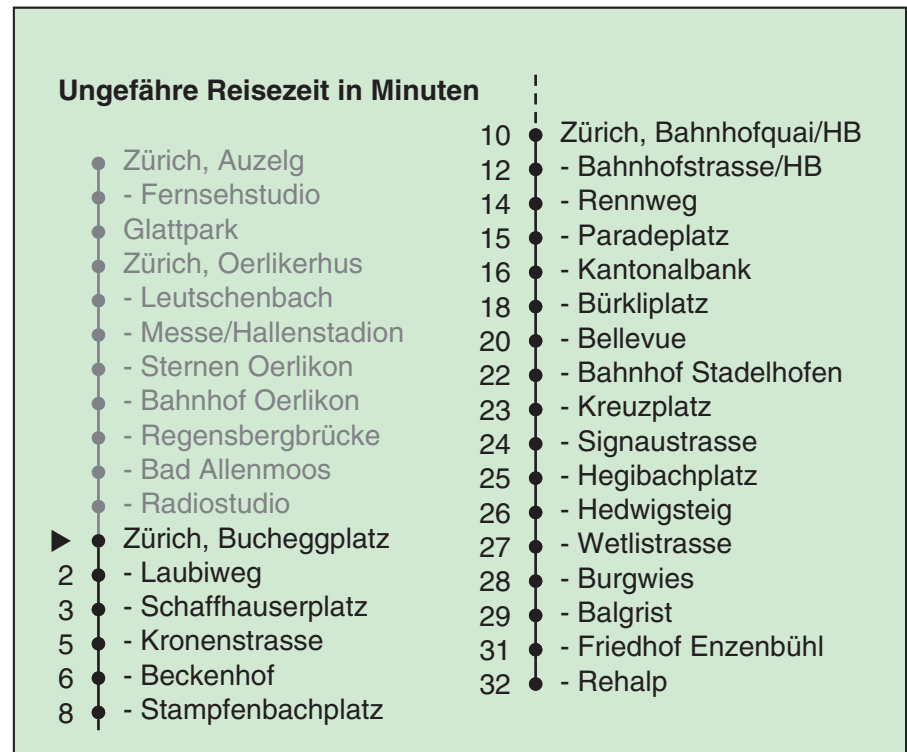 Ungefähre Reisezeit in Minuten
Zürich, Auzelg
- Fernsehstudio
Glattpark
Zürich, Oerlikerhus
- Leutschenbach
- Messe/Hallenstadion
- Sternen Oerlikon
- Bahnhof Oerlikon
- Regensbergbrücke
- Bad Allenmoos
- Radiostudio
Zürich, Bucheggplatz
2 - Laubiweg
3 - Schaffhauserplatz
5 - Kronenstrasse
6 - Beckenhof
8 - Stampfenbachplatz
10 Zürich, Bahnhofquai/HB
12 - Bahnhofstrasse/HB
14 - Rennweg
15 - Paradeplatz
16 - Kantonalbank
18 - Bürkliplatz
20 - Bellevue
22 - Bahnhof Stadelhofen
23 - Kreuzplatz
24 - Signaustrasse
25 - Hegibachplatz
26 - Hedwigsteig
27 - Wetlistrasse
28 - Burgwies
29 - Balgrist
31 - Friedhof Enzenbühl
32 - Rehalp